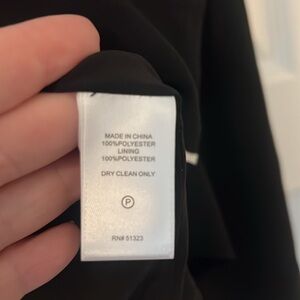 MADE IN CHINA
100%POLYESTER
LINING
100%POLYESTER
DRY CLEAN ONLY
P
RN# 51323